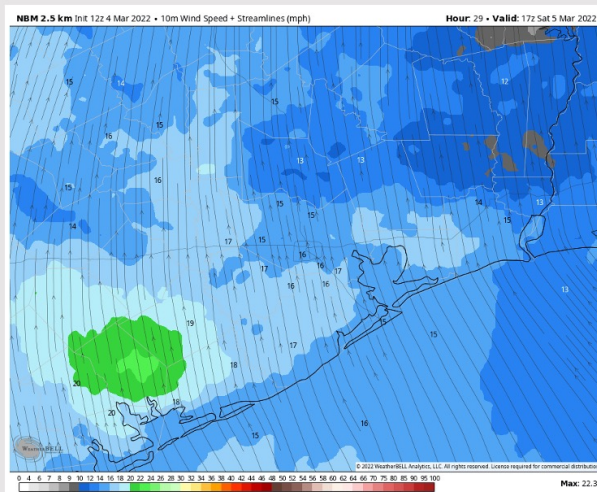 NBM 2.5 km Init 12z 4 Mar 2022 • 10m Wind Speed + Streamlines (mph) Hour: 29 • Valid: 17z Sat 5 Mar 2022
15 14 12
15
16 15
13 13
15 16
15 14 13
14 15 15
17 15
16
17 16 17
16 16
13
19 15
15
17
18
20
18
20
16
15
WeatherBELL
© 2022 WeatherBELL Analytics, LLC. All rights reserved. License required for commercial distribution
0 4 6 7 8 9 10 12 14 16 18 20 22 24 26 28 30 32 34 36 38 40 42 44 46 48 50 52 54 56 58 60 65 70 75 80 85 90 95 100
Max: 22.3